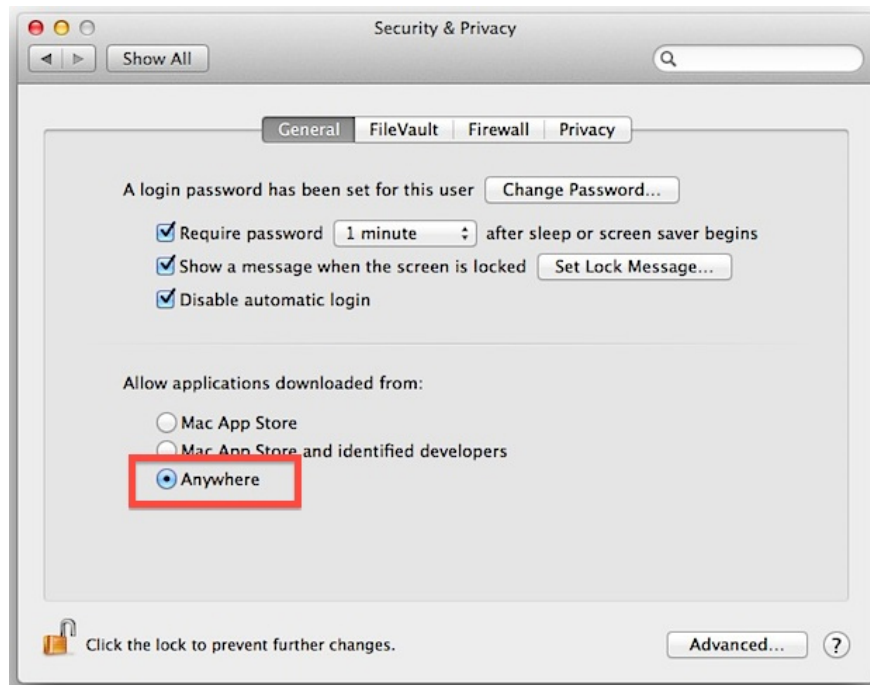 Security & Privacy
Show All
General FileVault Firewall Privacy
A login password has been set for this user Change Password...
Require password 1 minute after sleep or screen saver begins
Show a message when the screen is locked Set Lock Message...
Disable automatic login
Allow applications downloaded from:
Mac App Store
Mac App Store and identified developers
Anywhere
Click the lock to prevent further changes. Advanced... ?